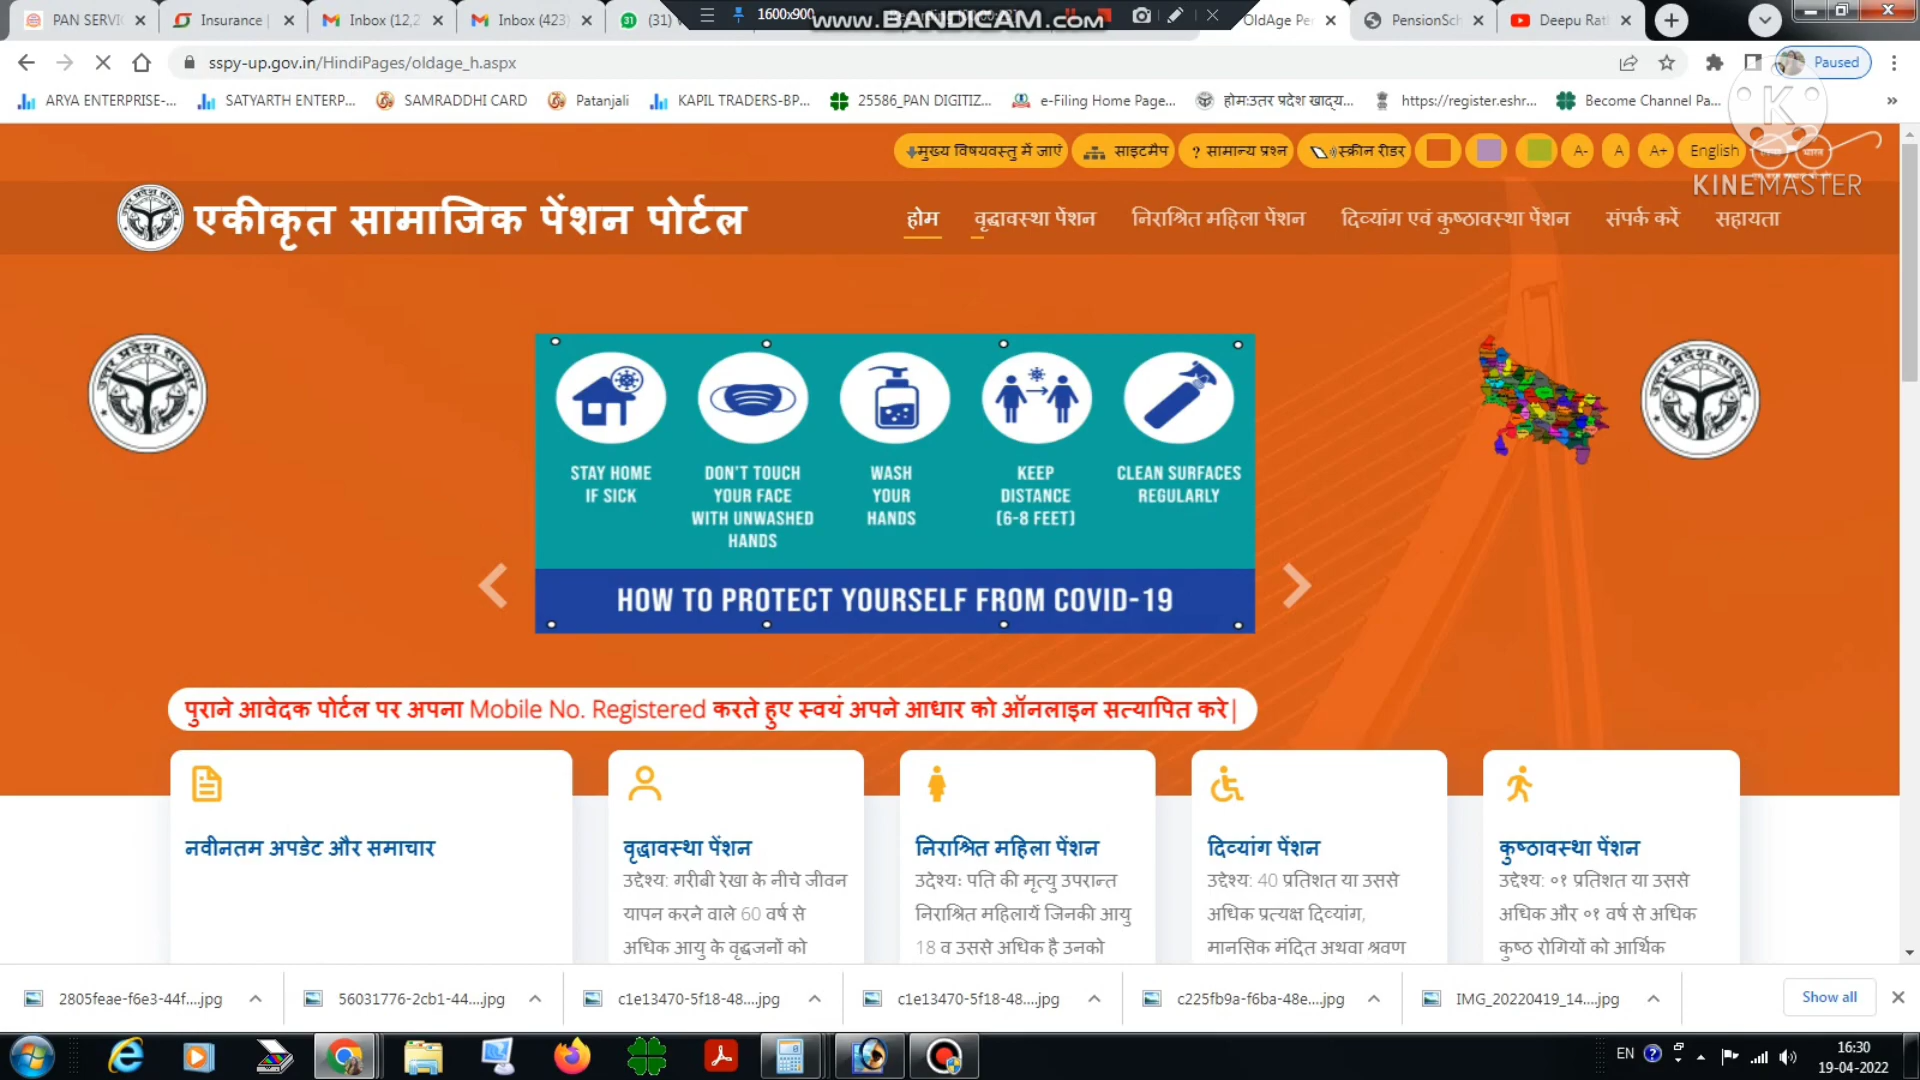 PAN SERVIC
Insurance |
Inbox (12,2
Inbox (423)
(31)
1600x900
www.BANDICAM.com
OldAge Pe
PensionSch
Deepu Rat
sspy-up.gov.in/HindiPages/oldage_h.aspx
Paused
ARYA ENTERPRISE-...
SATYARTH ENTERP...
SAMRADDHI CARD
Patanjali
KAPIL TRADERS-BP...
25586_PAN DIGITIZ...
e-Filing Home Page...
होम:उतर प्रदेश खाद्य...
https://register.eshr...
Become Channel Pa...
K
KINEMASTER
मुख्य विषयवस्तु में जाएं
साइटमैप
? सामान्य प्रश्न
स्क्रीन रीडर
A-
A
A+
English
एकीकृत सामाजिक पेंशन पोर्टल
होम
वृद्धावस्था पेंशन
निराश्रित महिला पेंशन
दिव्यांग एवं कुष्ठावस्था पेंशन
संपर्क करें
सहायता
STAY HOME
IF SICK
DON'T TOUCH
YOUR FACE
WITH UNWASHED
HANDS
WASH
YOUR
HANDS
KEEP
DISTANCE
(6-8 FEET)
CLEAN SURFACES
REGULARLY
HOW TO PROTECT YOURSELF FROM COVID-19
पुराने आवेदक पोर्टल पर अपना Mobile No. Registered करते हुए स्वयं अपने आधार को ऑनलाइन सत्यापित करे|
नवीनतम अपडेट और समाचार
वृद्धावस्था पेंशन
उद्देश्य: गरीबी रेखा के नीचे जीवन
यापन करने वाले 60 वर्ष से
अधिक आयु के वृद्धजनों को
निराश्रित महिला पेंशन
उदेश्य: पति की मृत्यु उपरान्त
निराश्रित महिलायें जिनकी आयु
18 व उससे अधिक है उनको
दिव्यांग पेंशन
उद्देश्य: 40 प्रतिशत या उससे
अधिक प्रत्यक्ष दिव्यांग,
मानसिक मंदित अथवा श्रवण
कुष्ठावस्था पेंशन
उद्देश्य: ०१ प्रतिशत या उससे
अधिक और ०१ वर्ष से अधिक
कुष्ठ रोगियों को आर्थिक
2805feae-f6e3-44f....jpg
56031776-2cb1-44....jpg
c1e13470-5f18-48....jpg
c1e13470-5f18-48....jpg
c225fb9a-f6ba-48e....jpg
IMG_20220419_14....jpg
Show all
EN
16:30
19-04-2022